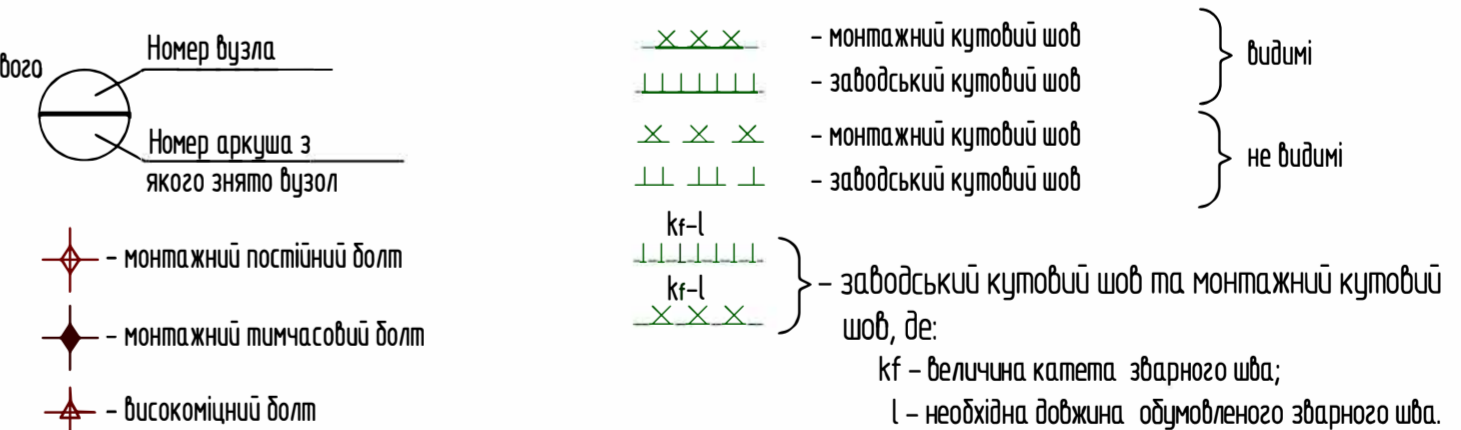 вого
Номер вузла
Номер аркуша з
якого знято вузол
– монтажний постійний болт
– монтажний тимчасовий болт
– високоміцний болт
– монтажний кутовий шов
– заводський кутовий шов
видимі
– монтажний кутовий шов
– заводський кутовий шов
не видимі
kf–l
kf–l
– заводський кутовий шов та монтажний кутовий
шов, де:
kf – величина катета зварного шва;
l – необхідна довжина обумовленого зварного шва.